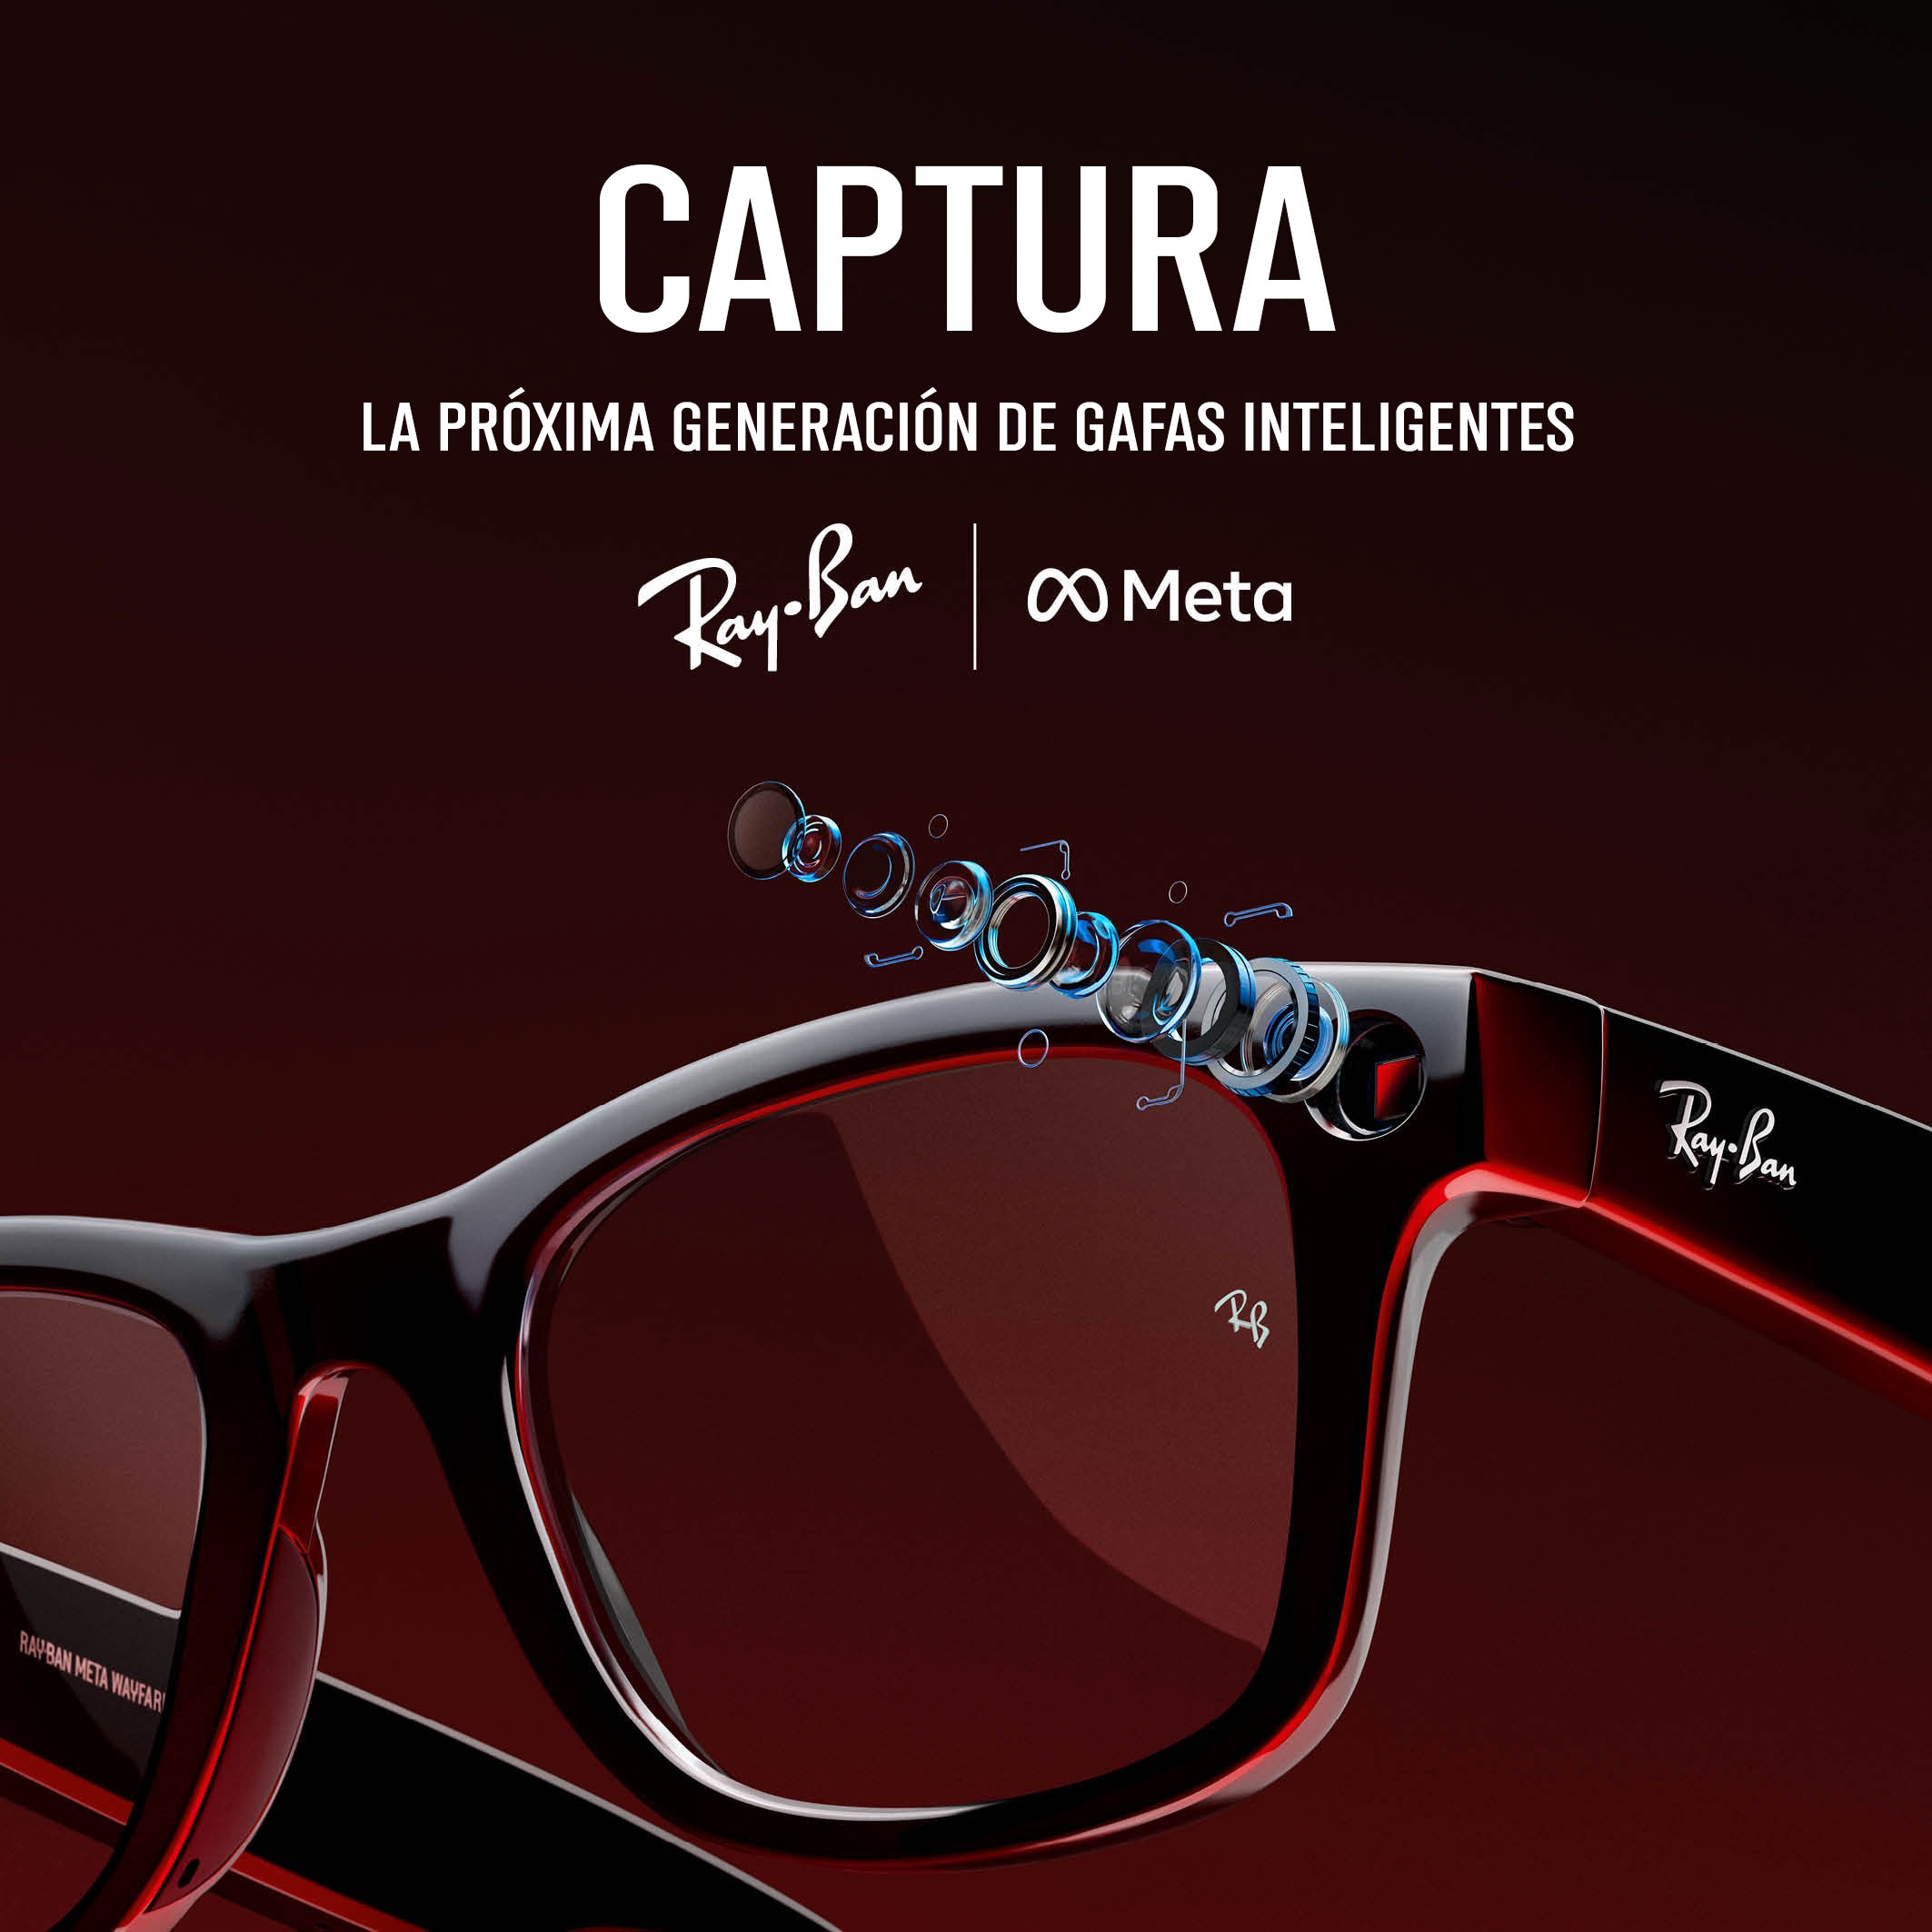 CAPTURA
LA PRÓXIMA GENERACIÓN DE GAFAS INTELIGENTES
Ray-Ban | Meta
Ray-Ban
RB
RAY-BAN META WAYFAR